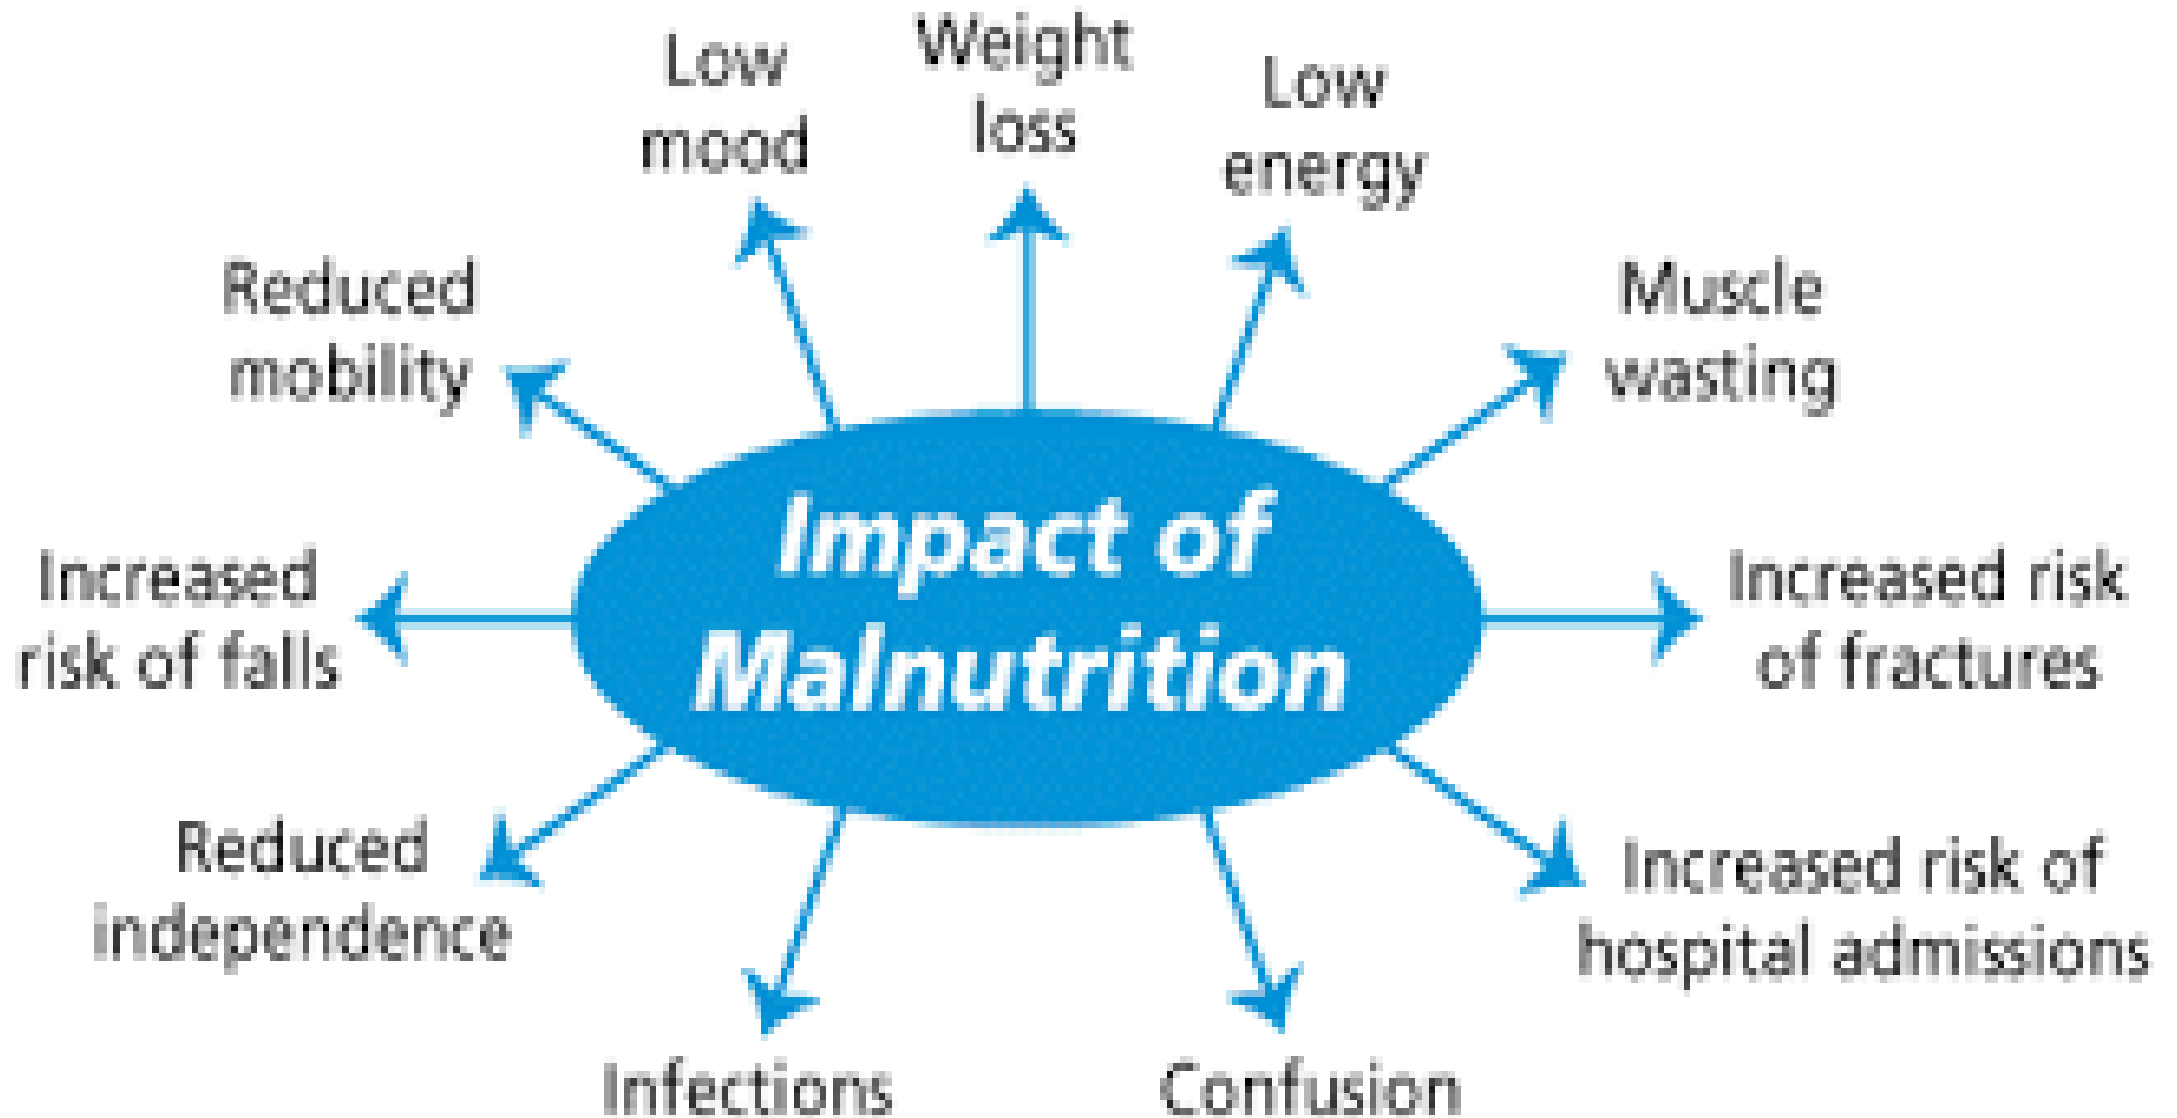 Low
mood
Weight
loss
Low
energy
Reduced
mobility
Muscle
wasting
Impact of
Malnutrition
Increased
risk of falls
Increased risk
of fractures
Reduced
independence
Increased risk of
hospital admissions
Infections
Confusion